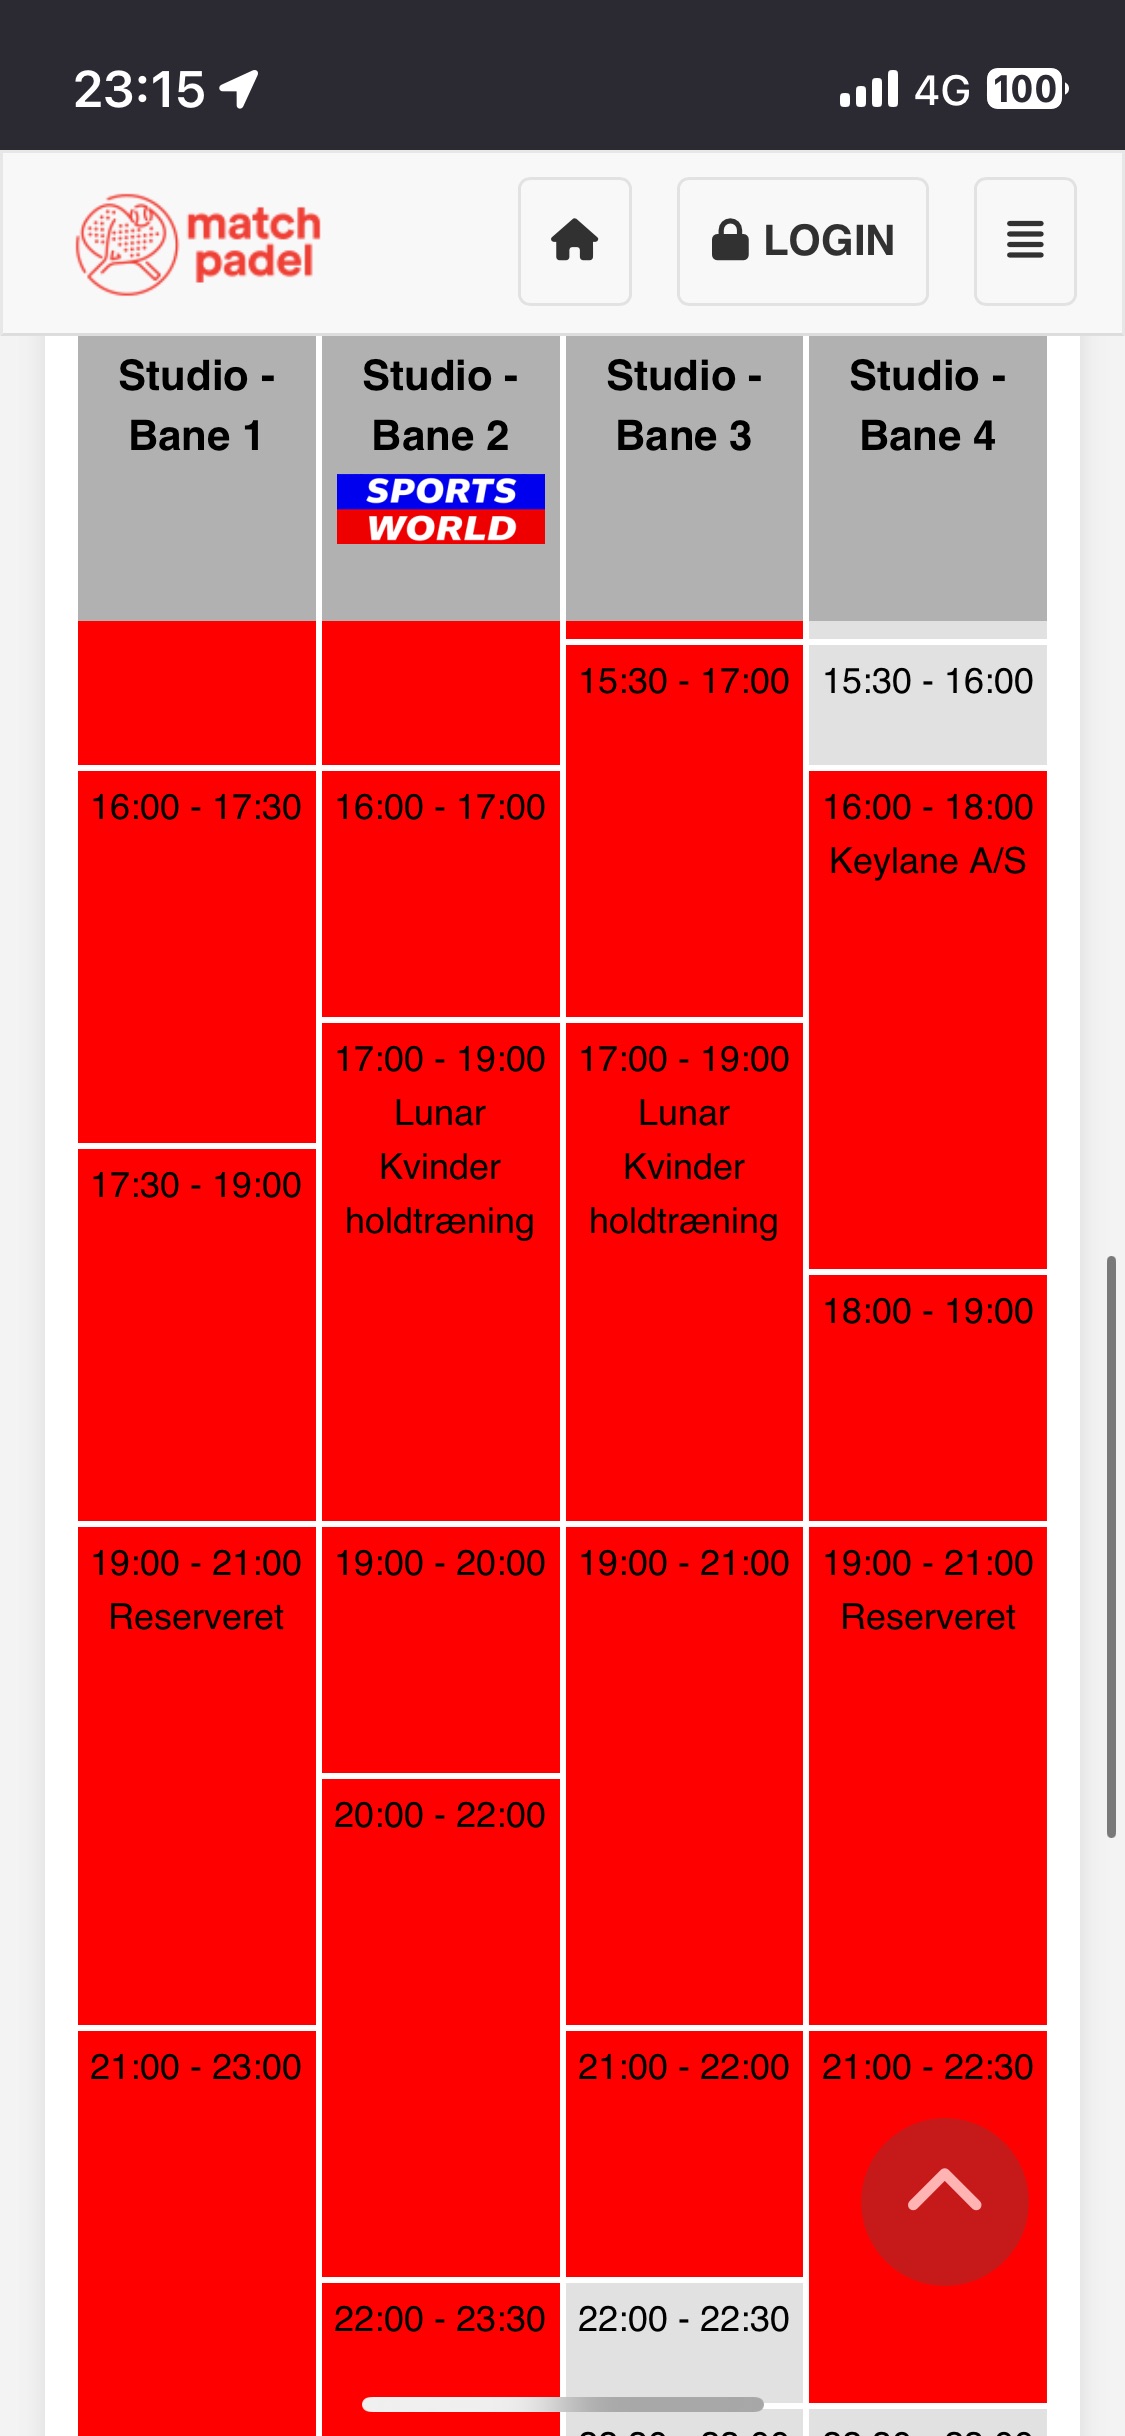 23:15
4G 100
match
padel
LOGIN
Studio -
Bane 1
Studio -
Bane 2
SPORTS
WORLD
Studio -
Bane 3
Studio -
Bane 4
15:30 - 17:00
15:30 - 16:00
16:00 - 17:30
16:00 - 17:00
16:00 - 18:00
Keylane A/S
17:00 - 19:00
Lunar
Kvinder
holdtræning
17:00 - 19:00
Lunar
Kvinder
holdtræning
17:30 - 19:00
18:00 - 19:00
19:00 - 21:00
Reserveret
19:00 - 20:00
19:00 - 21:00
19:00 - 21:00
Reserveret
20:00 - 22:00
21:00 - 23:00
21:00 - 22:00
21:00 - 22:30
22:00 - 23:30
22:00 - 22:30